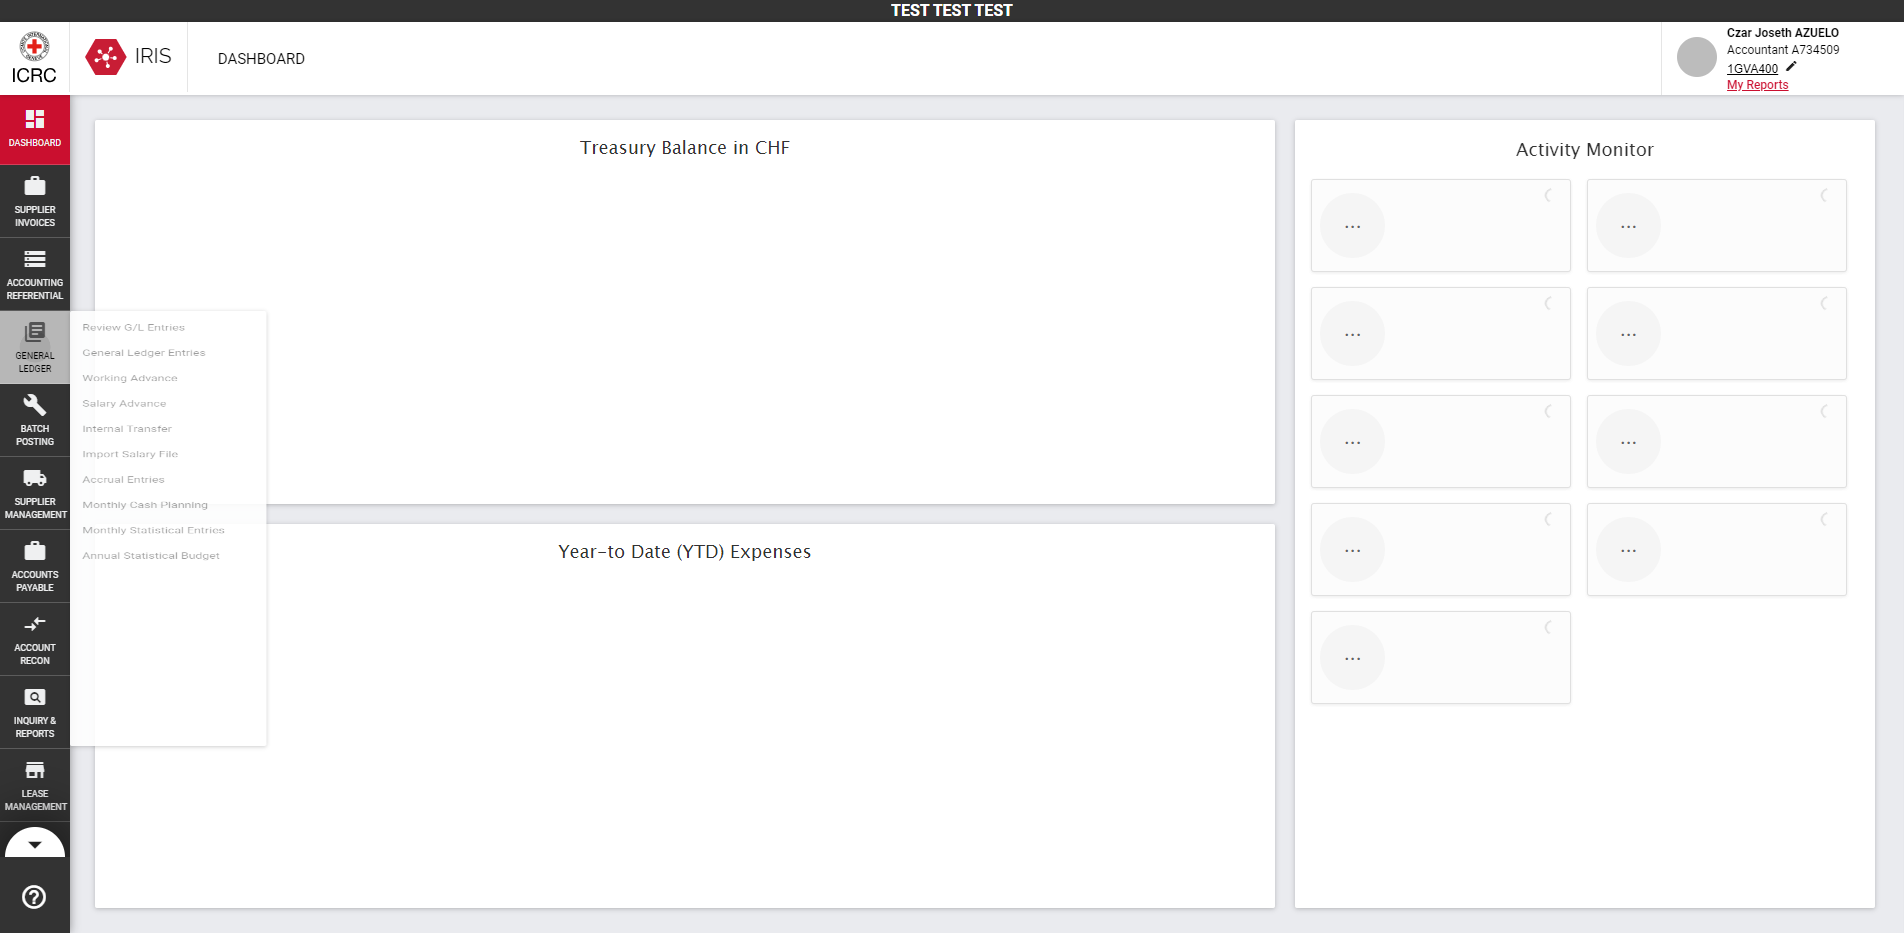 TEST TEST TEST
ICRC
IRIS
DASHBOARD
Czar Joseth AZUELO
Accountant A734509
1GVA400
My Reports
DASHBOARD
SUPPLIER
INVOICES
ACCOUNTING
REFERENTIAL
GENERAL
LEDGER
BATCH
POSTING
SUPPLIER
MANAGEMENT
ACCOUNTS
PAYABLE
ACCOUNT
RECON
INQUIRY &
REPORTS
LEASE
MANAGEMENT
Review G/L Entries
General Ledger Entries
Working Advance
Salary Advance
Internal Transfer
Import Salary File
Accrual Entries
Monthly Cash Planning
Monthly Statistical Entries
Annual Statistical Budget
Treasury Balance in CHF
Year-to Date (YTD) Expenses
Activity Monitor
... ...
... ...
... ...
... ...
...